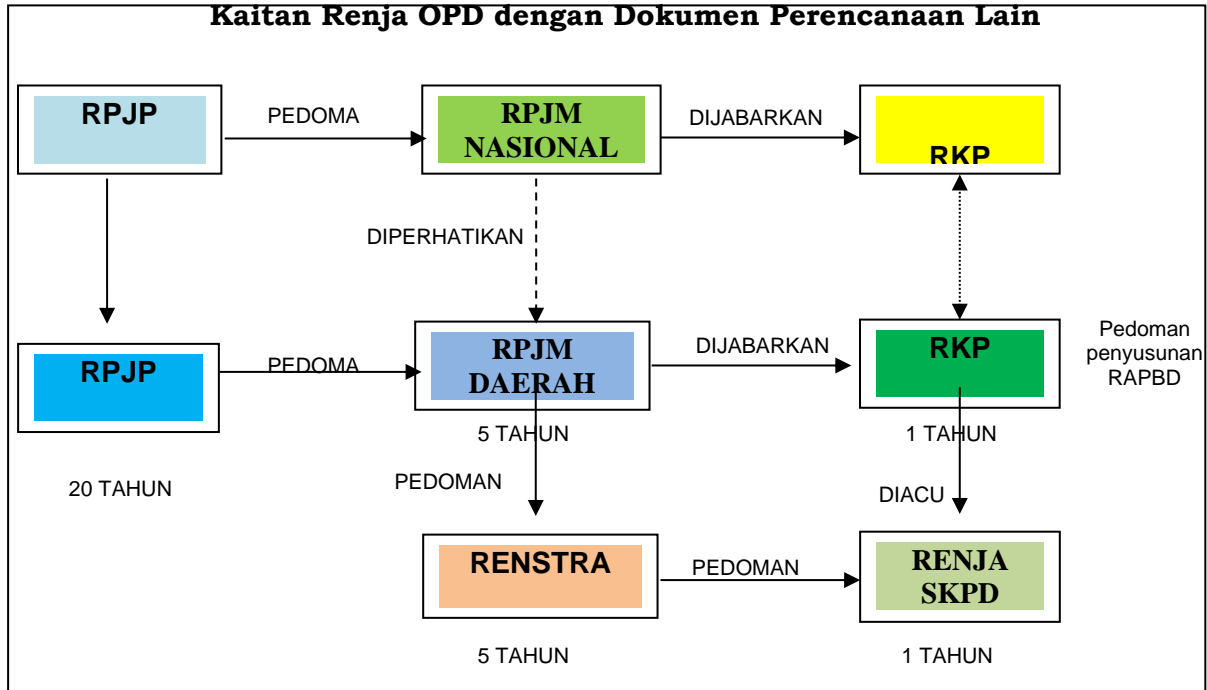 Kaitan Renja OPD dengan Dokumen Perencanaan Lain
RPJP
PEDOMA
RPJM
NASIONAL
DIJABARKAN
RKP
DIPERHATIKAN
RPJP
PEDOMA
RPJM
DAERAH
DIJABARKAN
RKP
Pedoman
penyusunan
RAPBD
5 TAHUN
1 TAHUN
20 TAHUN
PEDOMAN
DIACU
RENSTRA
PEDOMAN
RENJA
SKPD
5 TAHUN
1 TAHUN